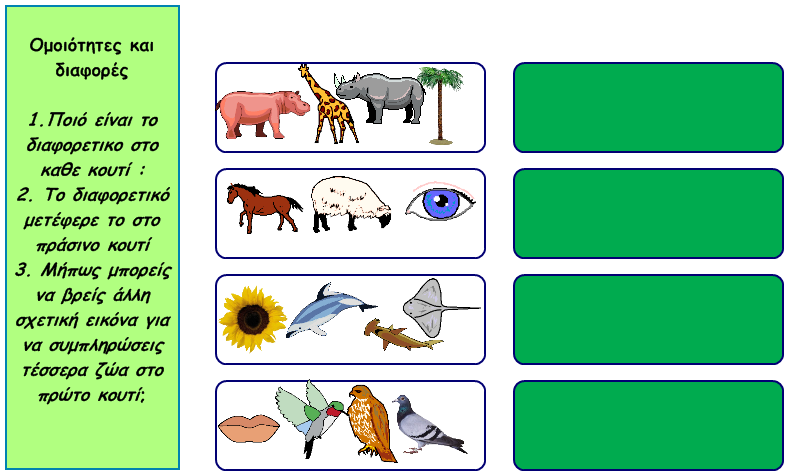 Ομοιότητες και
διαφορές
1.Ποιό είναι το
διαφορετικο στο
καθε κουτί :
2. Το διαφορετικό
μετέφερε το στο
πράσινο κουτί
3. Μήπως μπορείς
να βρείς άλλη
σχετική εικόνα για
να συμπληρώσεις
τέσσερα ζώα στο
πρώτο κουτί;